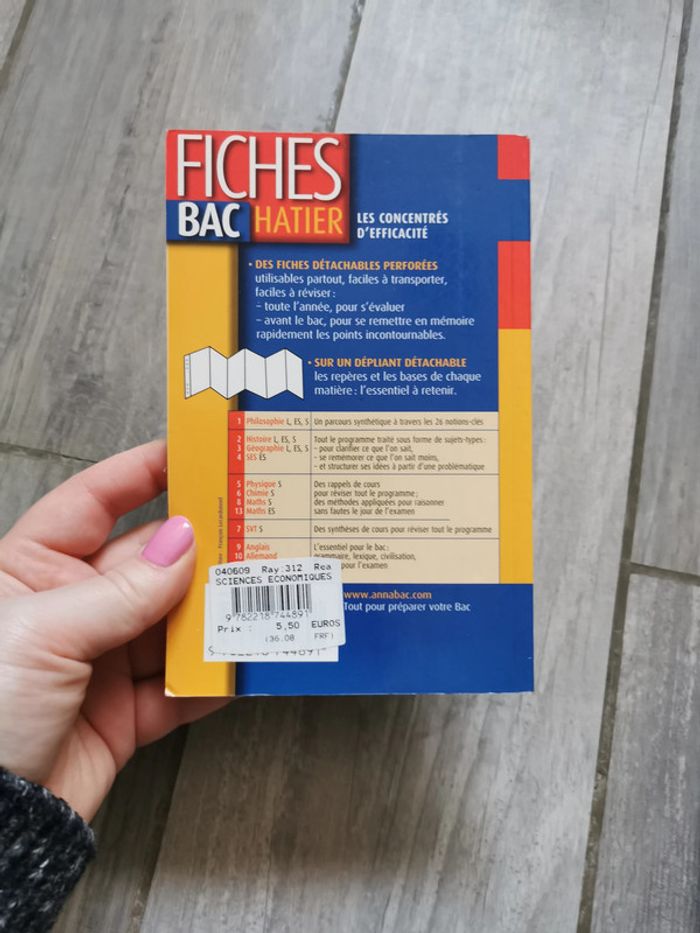 FICHES
BAC HATIER
LES CONCENTRÉS
D'EFFICACITÉ
• DES FICHES DÉTACHABLES PERFORÉES
utilisables partout, faciles à transporter,
faciles à réviser :
– toute l'année, pour s'évaluer
– avant le bac, pour se remettre en mémoire
rapidement les points incontournables.
• SUR UN DÉPLIANT DÉTACHABLE
les repères et les bases de chaque
matière : l'essentiel à retenir.
1 Philosophie L, ES, S Un parcours synthétique à travers les 26 notions-clés
2 Histoire L, ES, S Tout le programme traité sous forme de sujets-types :
3 Géographie L, ES, S - pour clarifier ce que l'on sait,
4 SES ES - se remémorer ce que l'on sait moins,
- et structurer ses idées à partir d'une problématique
5 Physique S Des rappels de cours
6 Chimie S pour réviser tout le programme ;
8 Maths S des méthodes appliquées pour raisonner
13 Maths ES sans fautes le jour de l'examen
7 SVT S Des synthèses de cours pour réviser tout le programme
9 Anglais L'essentiel pour le bac :
10 Allemand grammaire, lexique, civilisation,
pour l'examen
www.annabac.com
Tout pour préparer votre Bac
040609 Ray:312 Rea
SCIENCES ECONOMIQUES
9 782218 744891
Prix : 5,50 EUROS
(36.08 FRF)